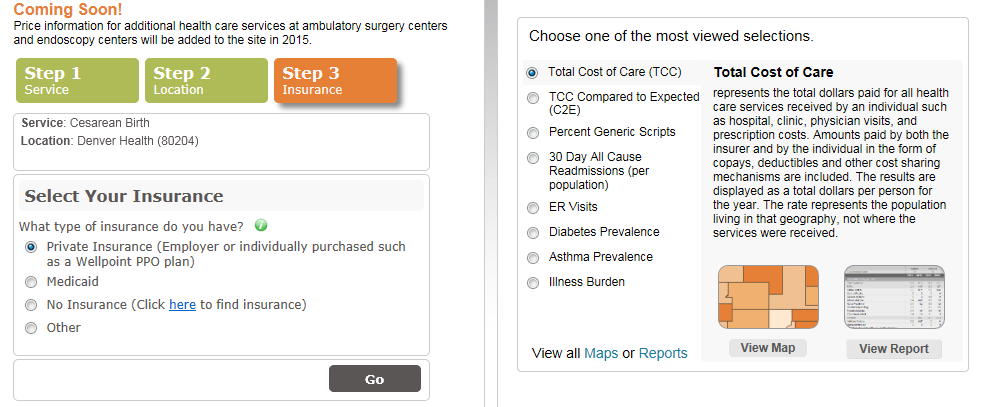 Coming Soon!
Price information for additional health care services at ambulatory surgery centers
and endoscopy centers will be added to the site in 2015.
Step 1
Service
Step 2
Location
Step 3
Insurance
Service: Cesarean Birth
Location: Denver Health (80204)
Select Your Insurance
What type of insurance do you have?
Private Insurance (Employer or individually purchased such
as a Wellpoint PPO plan)
Medicaid
No Insurance (Click here to find insurance)
Other
Go
Choose one of the most viewed selections.
Total Cost of Care (TCC)
TCC Compared to Expected
(C2E)
Percent Generic Scripts
30 Day All Cause
Readmissions (per
population)
ER Visits
Diabetes Prevalence
Asthma Prevalence
Illness Burden
View all Maps or Reports
Total Cost of Care
represents the total dollars paid for all health
care services received by an individual such
as hospital, clinic, physician visits, and
prescription costs. Amounts paid by both the
insurer and by the individual in the form of
copays, deductibles and other cost sharing
mechanisms are included. The results are
displayed as a total dollars per person for
the year. The rate represents the population
living in that geography, not where the
services were received.
View Map
View Report